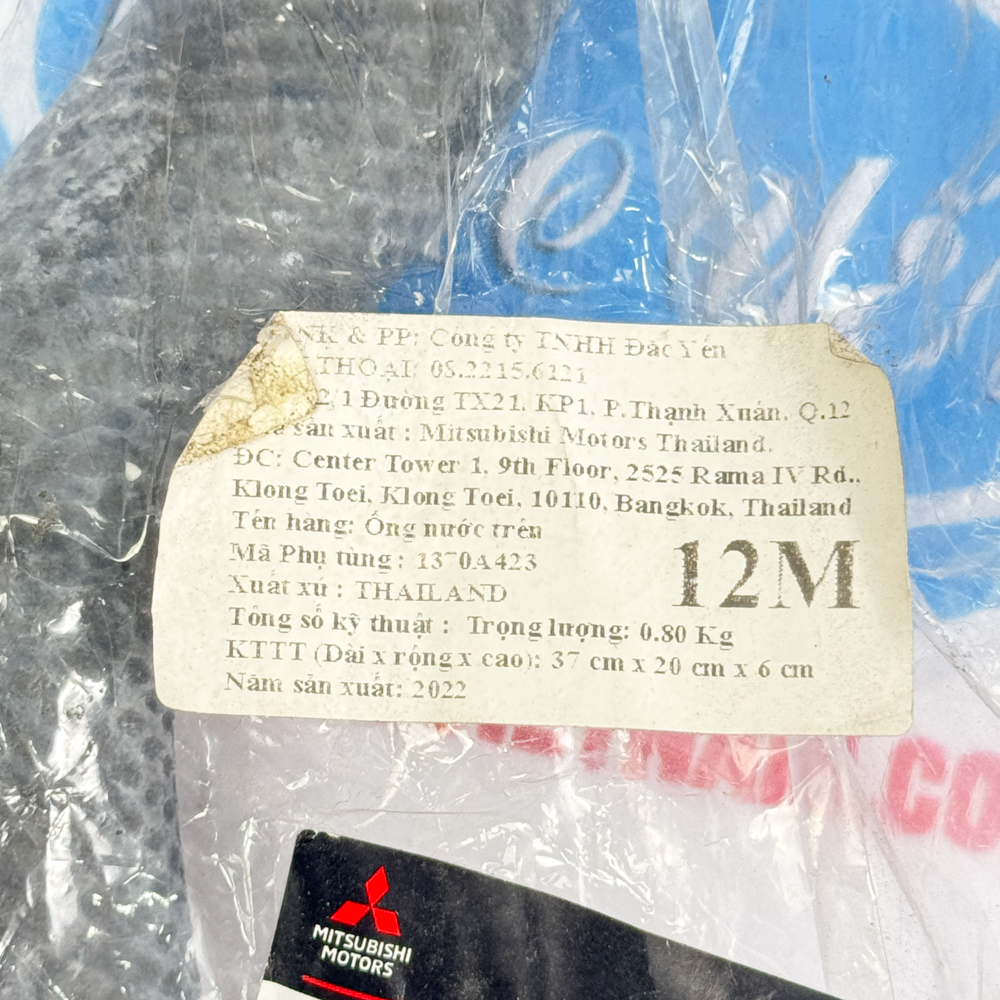 NK & PP: Công ty TNHH Đắc Yến
THOẠI: 08.2215.6121
2/1 Đường TX21, KP1, P.Thạnh Xuân, Q.12
sản xuất : Mitsubishi Motors Thailand.
ĐC: Center Tower 1, 9th Floor, 2525 Rama IV Rd.,
Klong Toei, Klong Toei, 10110, Bangkok, Thailand
Tên hàng: Ống nước trên
Mã Phụ tùng : 1370A423
Xuất xứ : THAILAND
12M
Tổng số kỹ thuật : Trọng lượng: 0.80 Kg
KTTT (Dài x rộng x cao): 37 cm x 20 cm x 6 cm
Năm sản xuất: 2022
CO
MITSUBISHI
MOTORS